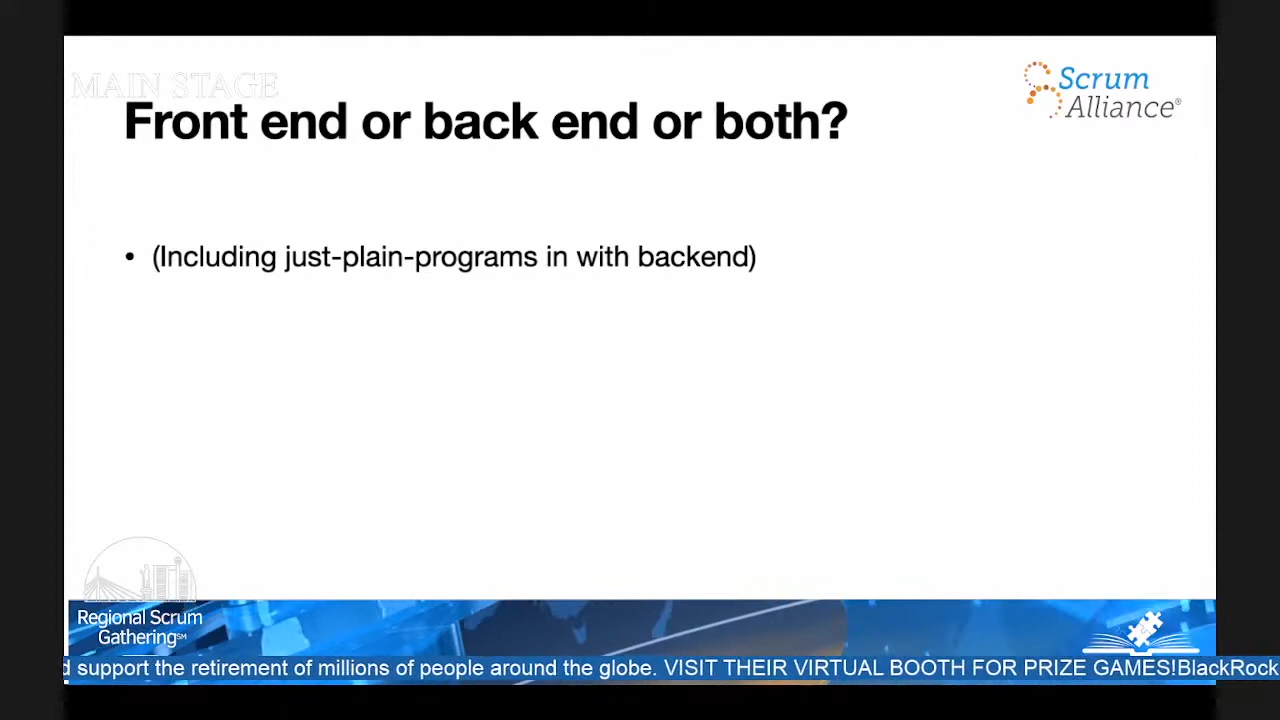 MAIN STAGE
Scrum
Alliance®
Front end or back end or both?
• (Including just-plain-programs in with backend)
Regional Scrum
Gathering℠
d support the retirement of millions of people around the globe. VISIT THEIR VIRTUAL BOOTH FOR PRIZE GAMES!BlackRock